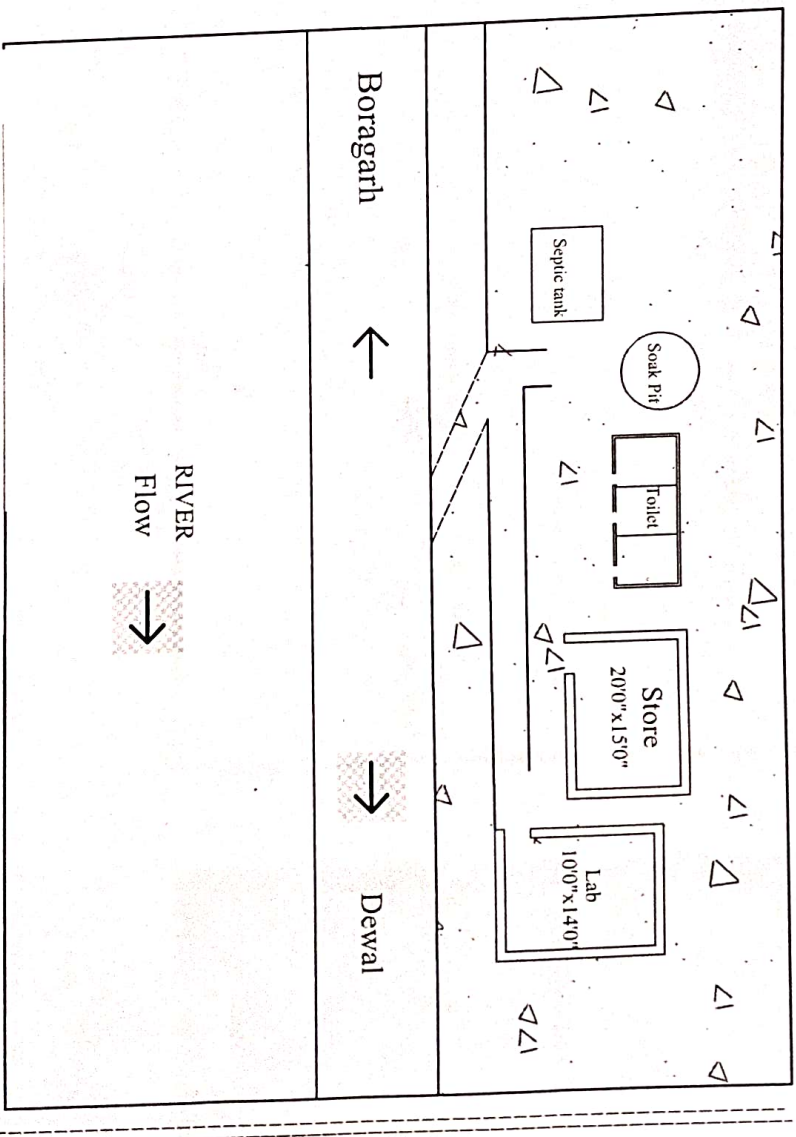 Septic tank
Soak Pit
Toilet
Store
20'0"x15'0"
Lab
10'0"x14'0"
Boragarh
Dewal
RIVER
Flow